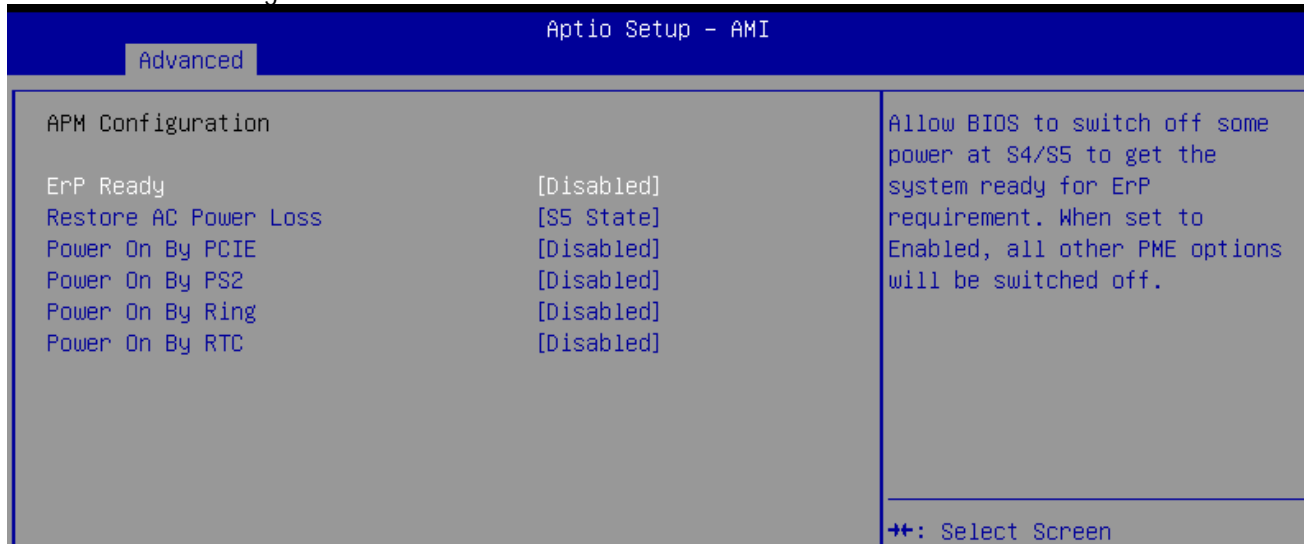 Aptio Setup – AMI
Advanced
APM Configuration
ErP Ready [Disabled]
Restore AC Power Loss [S5 State]
Power On By PCIE [Disabled]
Power On By PS2 [Disabled]
Power On By Ring [Disabled]
Power On By RTC [Disabled]
Allow BIOS to switch off some
power at S4/S5 to get the
system ready for ErP
requirement. When set to
Enabled, all other PME options
will be switched off.
→←: Select Screen